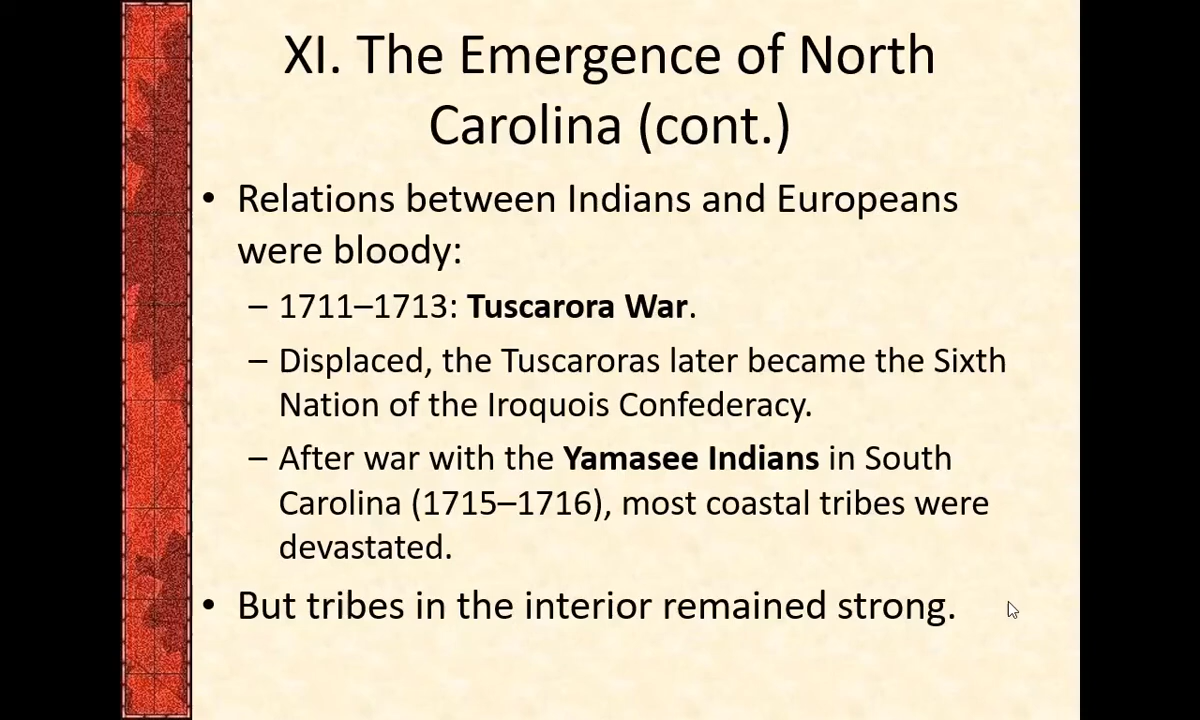 XI. The Emergence of North
Carolina (cont.)
• Relations between Indians and Europeans
were bloody:
– 1711–1713: Tuscarora War.
– Displaced, the Tuscaroras later became the Sixth
Nation of the Iroquois Confederacy.
– After war with the Yamasee Indians in South
Carolina (1715–1716), most coastal tribes were
devastated.
• But tribes in the interior remained strong.